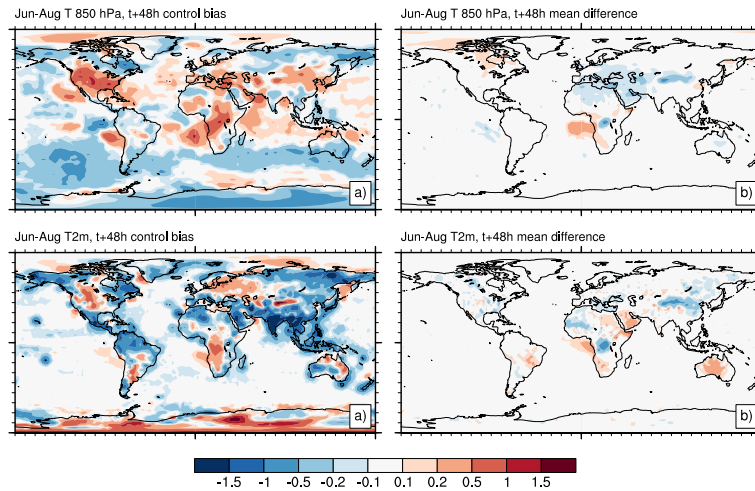 Jun-Aug T 850 hPa, t+48h control bias
Jun-Aug T 850 hPa, t+48h mean difference
a)
b)
Jun-Aug T2m, t+48h control bias
Jun-Aug T2m, t+48h mean difference
a)
b)
-1.5 -1 -0.5 -0.2 -0.1 0.1 0.2 0.5 1 1.5